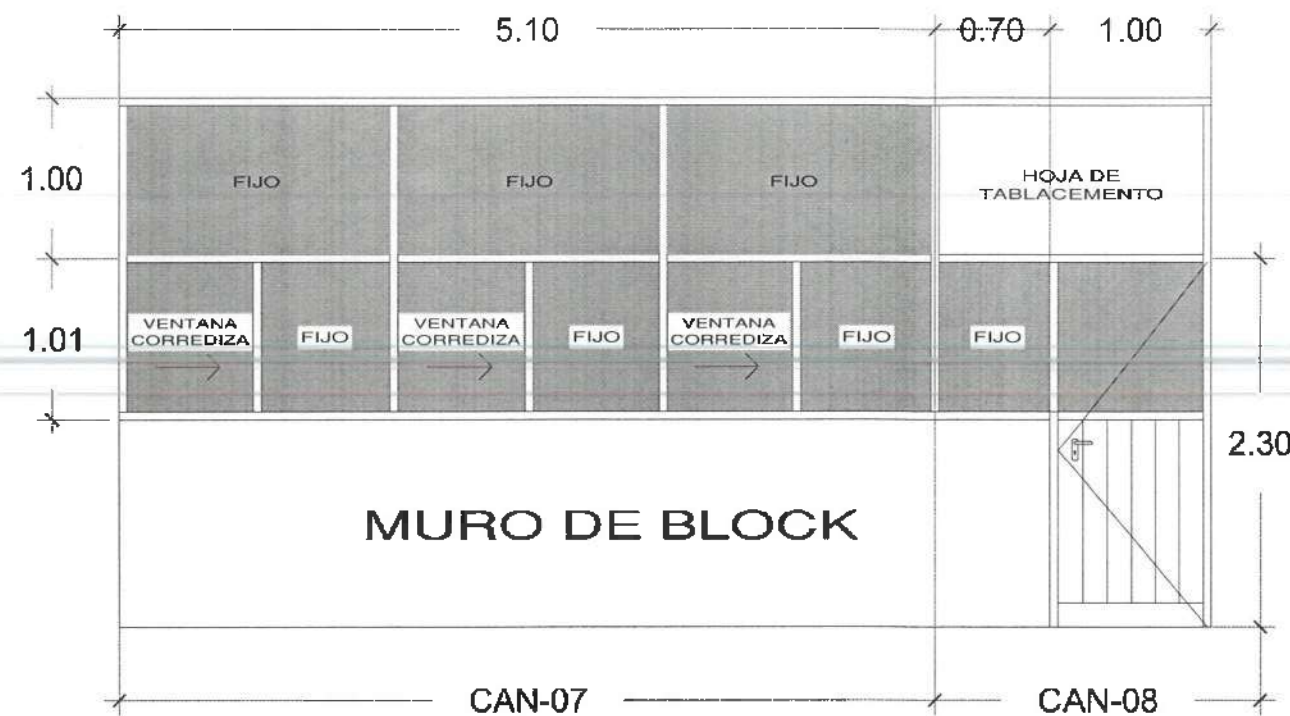 5.10
0.70
1.00
1.00
FIJO
FIJO
FIJO
HOJA DE
TABLACEMENTO
1.01
VENTANA
CORREDIZA
FIJO
VENTANA
CORREDIZA
FIJO
VENTANA
CORREDIZA
FIJO
FIJO
2.30
MURO DE BLOCK
CAN-07
CAN-08